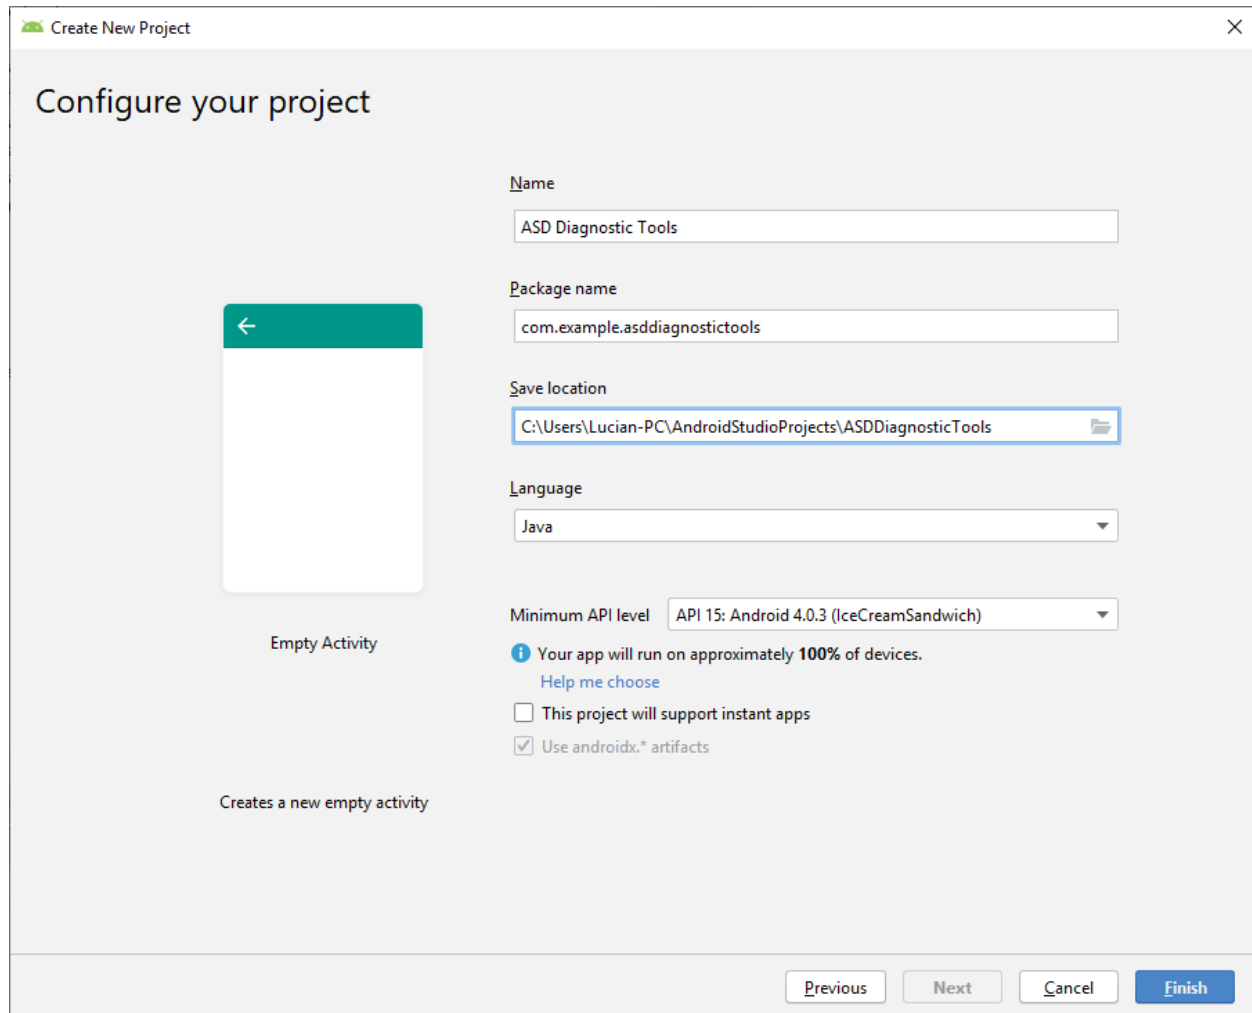 Create New Project
Configure your project
Name
ASD Diagnostic Tools
Package name
com.example.asddiagnostictools
Save location
C:\Users\Lucian-PC\AndroidStudioProjects\ASDDiagnosticTools
Language
Java
Minimum API level API 15: Android 4.0.3 (IceCreamSandwich)
Empty Activity
Your app will run on approximately 100% of devices.
Help me choose
This project will support instant apps
Use androidx.* artifacts
Creates a new empty activity
Previous Next Cancel Finish